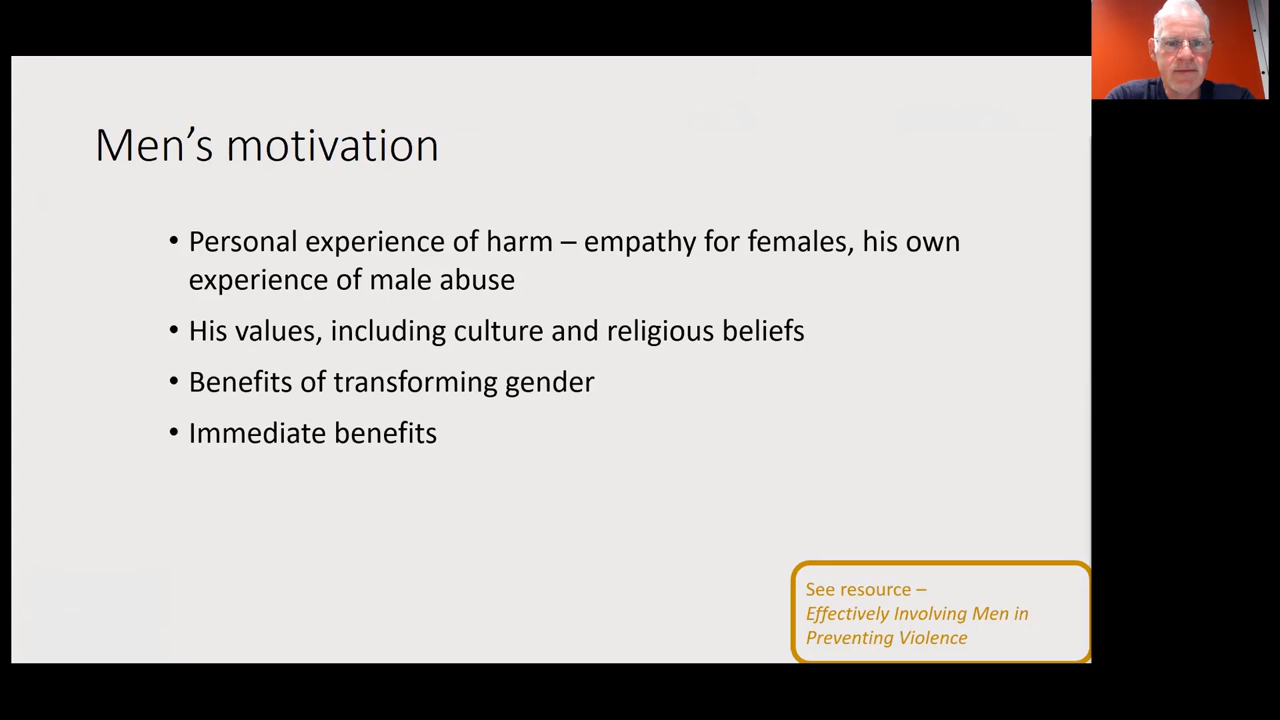 Men’s motivation
• Personal experience of harm – empathy for females, his own
experience of male abuse
• His values, including culture and religious beliefs
• Benefits of transforming gender
• Immediate benefits
See resource –
Effectively Involving Men in
Preventing Violence